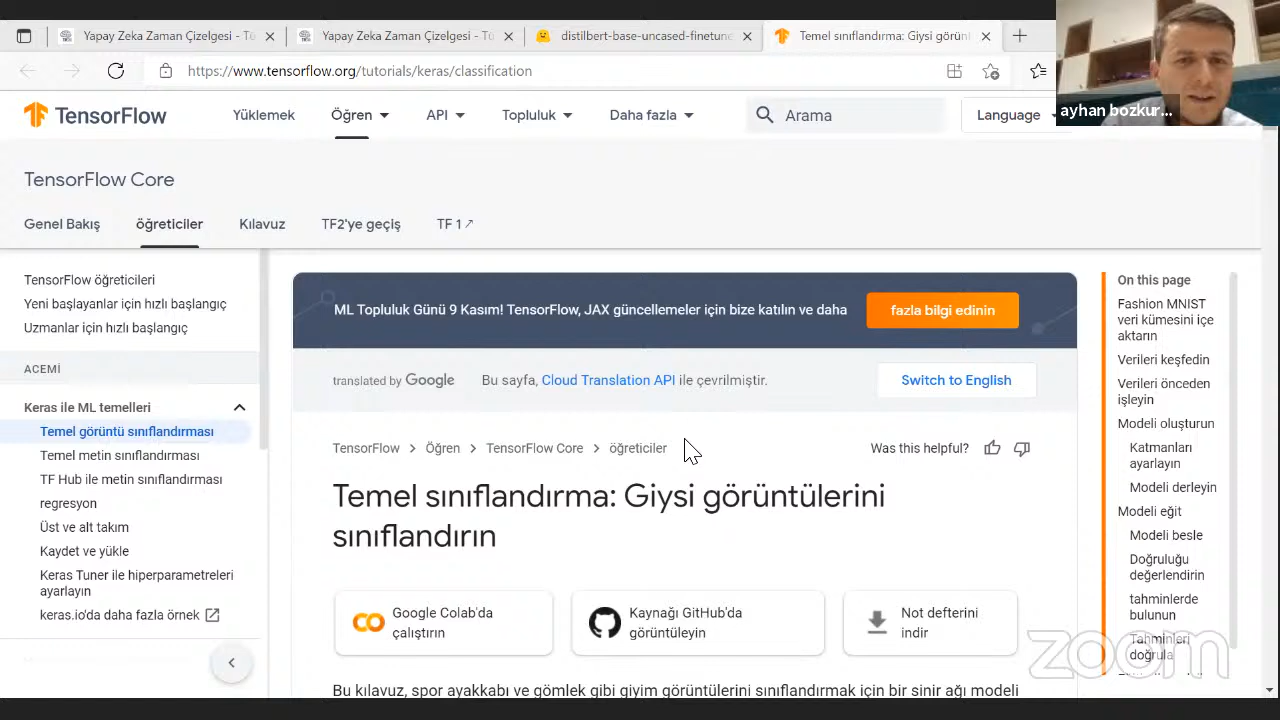 Yapay Zeka Zaman Çizelgesi - Tü
Yapay Zeka Zaman Çizelgesi - Tü
distilbert-base-uncased-finetune
Temel sınıflandırma: Giysi görünt
https://www.tensorflow.org/tutorials/keras/classification
ayhan bozkur...
TensorFlow
Yüklemek
Öğren
API
Topluluk
Daha fazla
Arama
Language
TensorFlow Core
Genel Bakış
öğreticiler
Kılavuz
TF2'ye geçiş
TF 1
TensorFlow öğreticileri
Yeni başlayanlar için hızlı başlangıç
Uzmanlar için hızlı başlangıç
ACEMİ
Keras ile ML temelleri
Temel görüntü sınıflandırması
Temel metin sınıflandırması
TF Hub ile metin sınıflandırması
regresyon
Üst ve alt takım
Kaydet ve yükle
Keras Tuner ile hiperparametreleri
ayarlayın
keras.io'da daha fazla örnek
ML Topluluk Günü 9 Kasım! TensorFlow, JAX güncellemeler için bize katılın ve daha
fazla bilgi edinin
translated by Google
Bu sayfa, Cloud Translation API ile çevrilmiştir.
Switch to English
TensorFlow > Öğren > TensorFlow Core > öğreticiler
Was this helpful?
Temel sınıflandırma: Giysi görüntülerini
sınıflandırın
Google Colab'da
çalıştırın
Kaynağı GitHub'da
görüntüleyin
Not defterini
indir
Bu kılavuz, spor ayakkabı ve gömlek gibi giyim görüntülerini sınıflandırmak için bir sinir ağı modeli
On this page
Fashion MNIST
veri kümesini içe
aktarın
Verileri keşfedin
Verileri önceden
işleyin
Modeli oluşturun
Katmanları
ayarlayın
Modeli derleyin
Modeli eğit
Modeli besle
Doğruluğu
değerlendirin
tahminlerde
bulunun
Tahminleri
doğrula
zoom